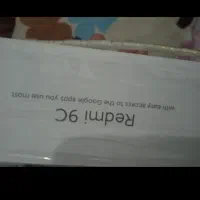 Redmi 9C
with easy access to the Google apps you use most